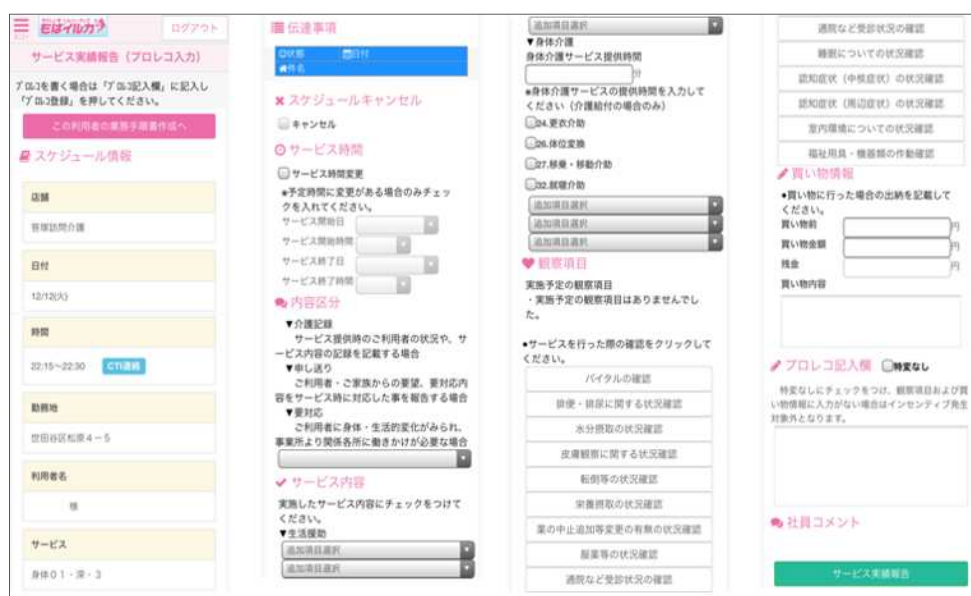 モばイルカ
ログアウト
メニュー
サービス実績報告（プロレコ入力）
プロレコを書く場合は「プロレコ記入欄」に記入し
「プロレコ登録」を押してください。
この利用者の業務手順書作成へ
スケジュール情報
店舗
笹塚訪問介護
日付
12/12(火)
時間
22:15～22:30 CTI連絡
勤務地
世田谷区松原４－５
利用者名
様
サービス
身体０１・深・３
伝達事項
状態 日付
件名
スケジュールキャンセル
キャンセル
サービス時間
サービス時間変更
●予定時間に変更がある場合のみチェッ
クを入れてください。
サービス開始日
サービス開始時間
サービス終了日
サービス終了時間
内容区分
▼介護記録
サービス提供時のご利用者の状況や、サ
ービス内容の記録を記載する場合
▼申し送り
ご利用者・ご家族からの要望、要対応内
容をサービス時に対応した事を報告する場合
▼要対応
ご利用者に身体・生活的変化がみられ、
事業所より関係各所に働きかけが必要な場合
サービス内容
実施したサービス内容にチェックをつけて
ください。
▼生活援助
追加項目選択
追加項目選択
追加項目選択
▼身体介護
身体介護サービス提供時間
分
●身体介護サービスの提供時間を入力して
ください（介護給付の場合のみ）
24.更衣介助
26.体位変換
27.移乗・移動介助
32.就寝介助
追加項目選択
追加項目選択
追加項目選択
観察項目
実施予定の観察項目
・実施予定の観察項目はありませんでし
た。
●サービスを行った際の確認をクリックして
ください。
バイタルの確認
排便・排尿に関する状況確認
水分摂取の状況確認
皮膚観察に関する状況確認
転倒等の状況確認
栄養摂取の状況確認
薬の中止追加等変更の有無の状況確認
服薬等の状況確認
通院など受診状況の確認
通院など受診状況の確認
睡眠についての状況確認
認知症状（中核症状）の状況確認
認知症状（周辺症状）の状況確認
室内環境についての状況確認
福祉用具・機器類の作動確認
買い物情報
●買い物に行った場合の出納を記載して
ください。
買い物前 円
買い物金額 円
残金 円
買い物内容
プロレコ記入欄 特変なし
特変なしにチェックをつけ、観察項目および買
い物情報に入力がない場合はインセンティブ発生
対象外となります。
社員コメント
サービス実績報告